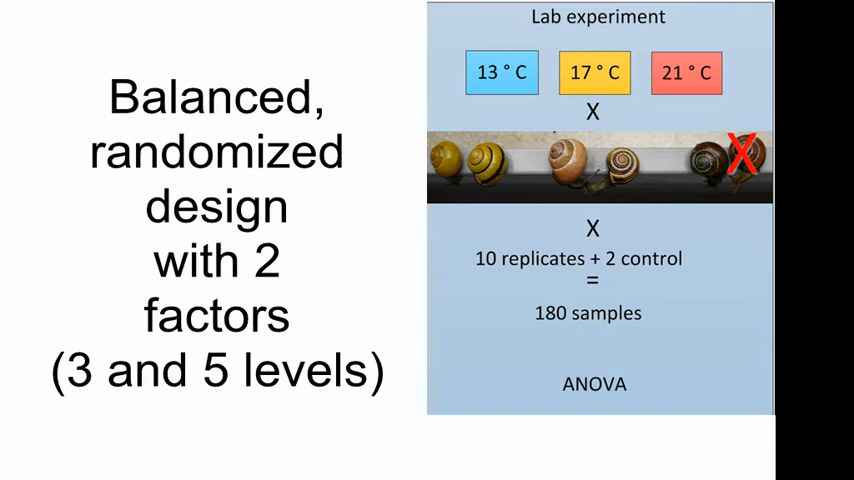 Balanced,
randomized
design
with 2
factors
(3 and 5 levels)
Lab experiment
13 ° C
17 ° C
21 ° C
X
X
X
10 replicates + 2 control
=
180 samples
ANOVA